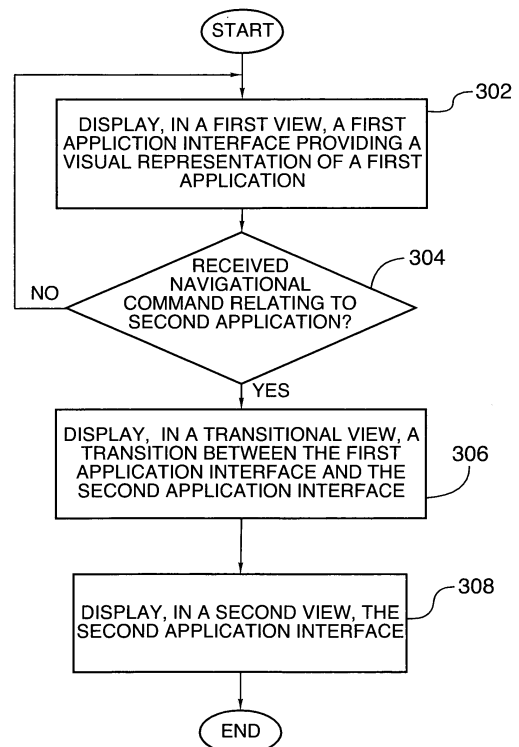 START
302
DISPLAY, IN A FIRST VIEW, A FIRST
APPLICTION INTERFACE PROVIDING A
VISUAL REPRESENTATION OF A FIRST
APPLICATION
304
RECEIVED
NAVIGATIONAL
COMMAND RELATING TO
SECOND APPLICATION?
NO
YES
DISPLAY, IN A TRANSITIONAL VIEW, A
TRANSITION BETWEEN THE FIRST
APPLICATION INTERFACE AND THE
SECOND APPLICATION INTERFACE
306
308
DISPLAY, IN A SECOND VIEW, THE
SECOND APPLICATION INTERFACE
END